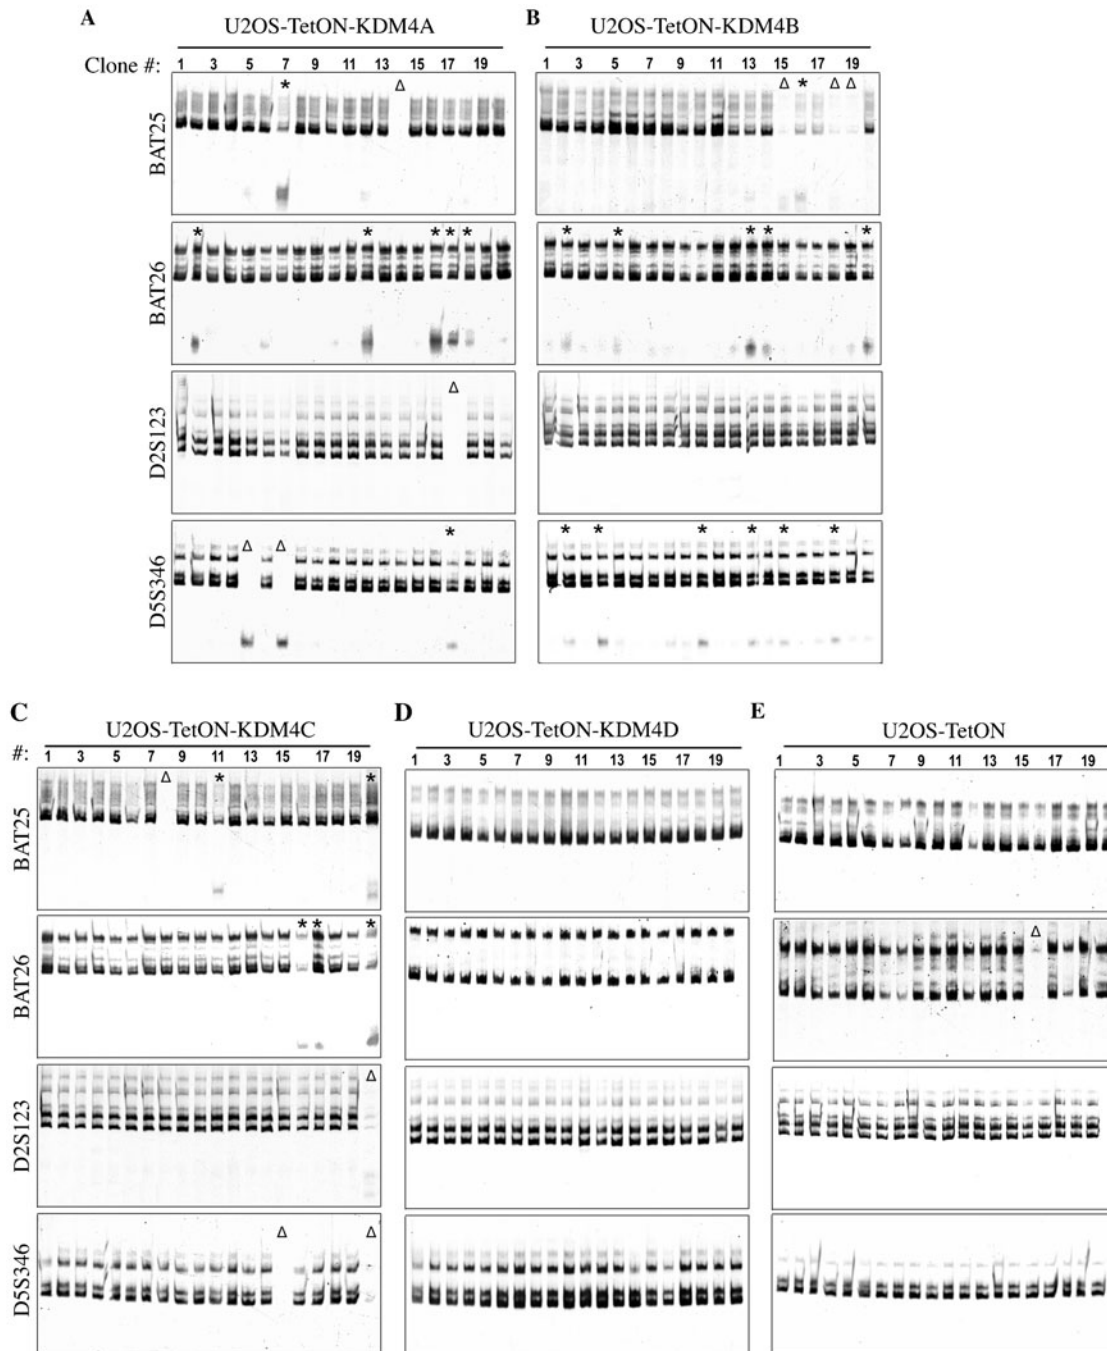 A
U2OS-TetON-KDM4A
Clone #: 1 3 5 7 9 11 13 15 17 19
* Δ
BAT25
* * * * *
BAT26
Δ
D2S123
Δ Δ *
D5S346
B
U2OS-TetON-KDM4B
1 3 5 7 9 11 13 15 17 19
Δ * Δ Δ
* * * * *
* * * * * *
C
U2OS-TetON-KDM4C
#: 1 3 5 7 9 11 13 15 17 19
Δ * *
BAT25
* * *
BAT26
Δ
D2S123
Δ Δ
D5S346
D
U2OS-TetON-KDM4D
1 3 5 7 9 11 13 15 17 19
E
U2OS-TetON
1 3 5 7 9 11 13 15 17 19
Δ